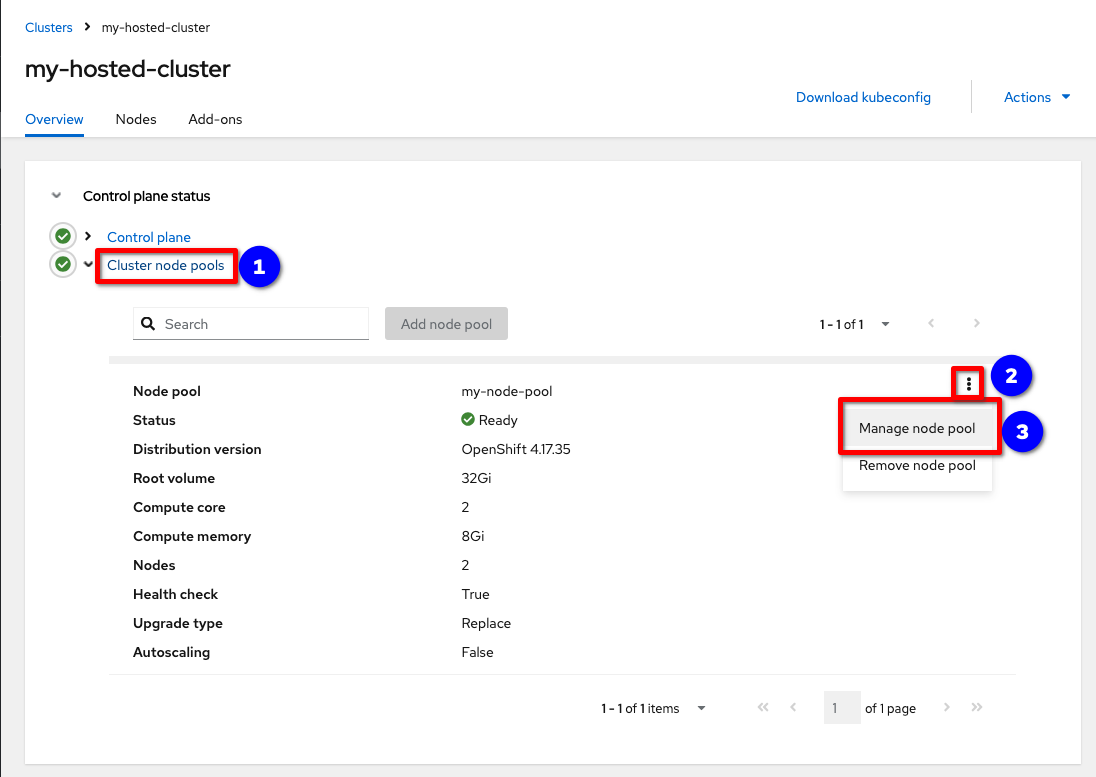 Clusters > my-hosted-cluster
my-hosted-cluster
Download kubeconfig Actions
Overview Nodes Add-ons
Control plane status
Control plane
Cluster node pools 1
Search Add node pool 1 - 1 of 1
2
Node pool my-node-pool
Status Ready
Manage node pool 3
Distribution version OpenShift 4.17.35
Remove node pool
Root volume 32Gi
Compute core 2
Compute memory 8Gi
Nodes 2
Health check True
Upgrade type Replace
Autoscaling False
1 - 1 of 1 items 1 of 1 page